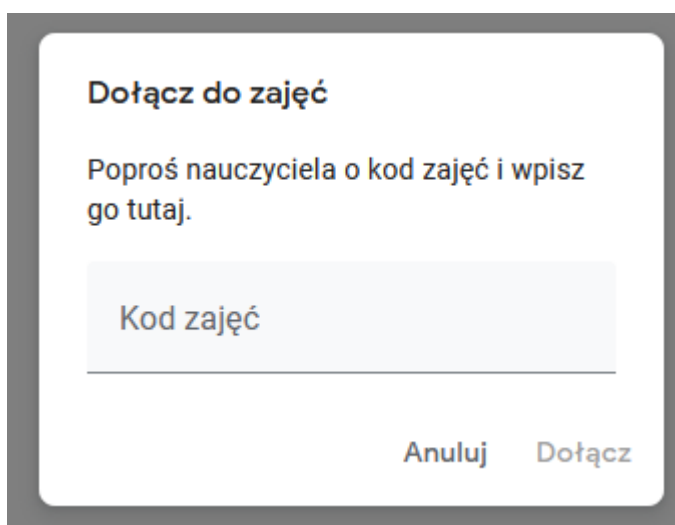 Dołącz do zajęć
Poproś nauczyciela o kod zajęć i wpisz
go tutaj.
Kod zajęć
Anuluj Dołącz